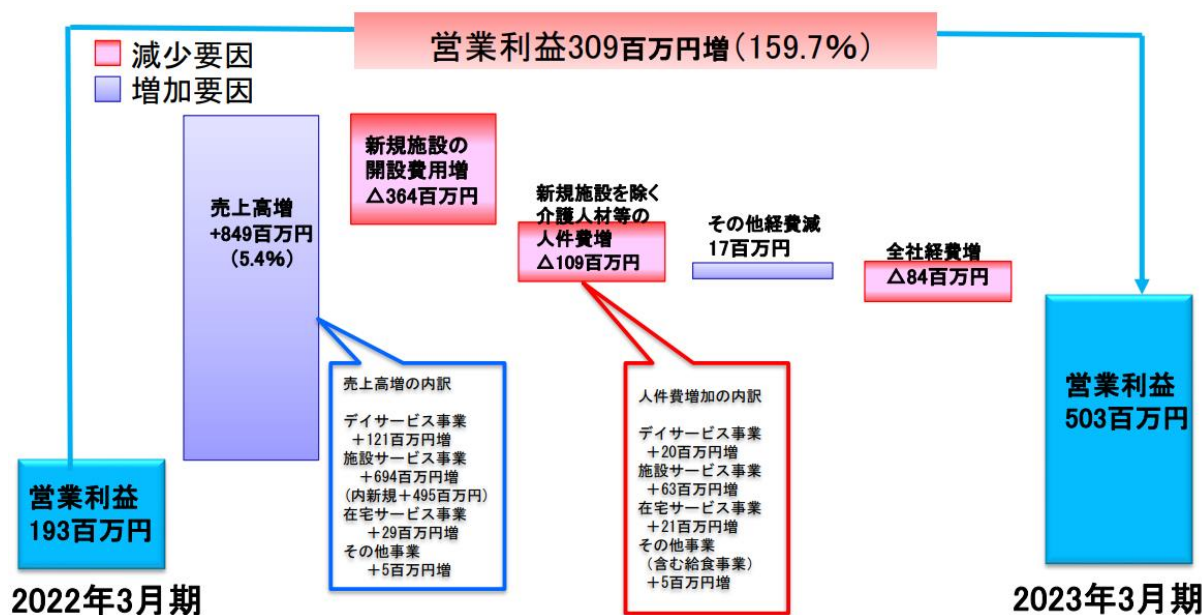 営業利益309百万円増(159.7%)
減少要因
増加要因
売上高増
+849百万円
(5.4%)
新規施設の
開設費用増
△364百万円
新規施設を除く
介護人材等の
人件費増
△109百万円
その他経費減
17百万円
全社経費増
△84百万円
売上高増の内訳
デイサービス事業
+121百万円増
施設サービス事業
+694百万円増
(内新規+495百万円)
在宅サービス事業
+29百万円増
その他事業
+5百万円増
人件費増加の内訳
デイサービス事業
+20百万円増
施設サービス事業
+63百万円増
在宅サービス事業
+21百万円増
その他事業
(含む給食事業)
+5百万円増
営業利益
193百万円
2022年3月期
営業利益
503百万円
2023年3月期